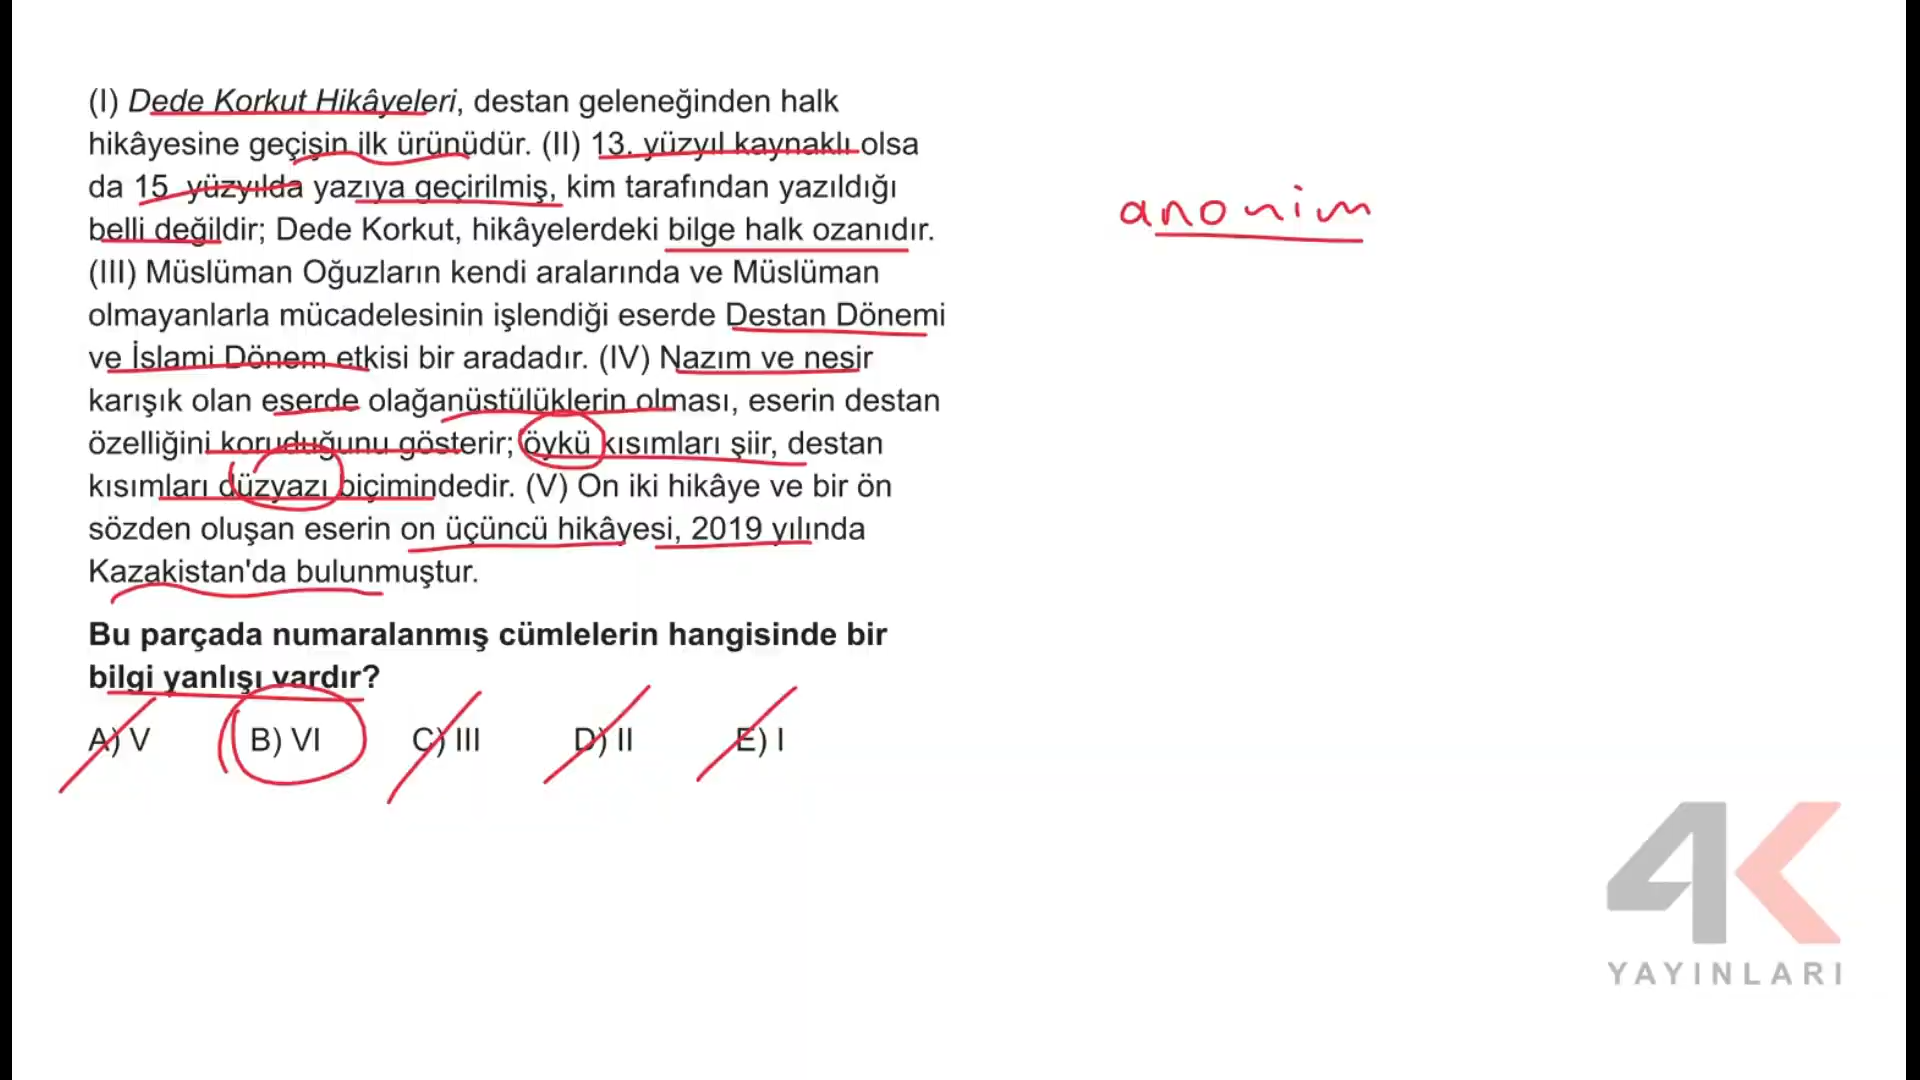 (I) Dede Korkut Hikâyeleri, destan geleneğinden halk
hikâyesine geçişin ilk ürünüdür. (II) 13. yüzyıl kaynaklı olsa
da 15. yüzyılda yazıya geçirilmiş, kim tarafından yazıldığı
belli değildir; Dede Korkut, hikâyelerdeki bilge halk ozanıdır.
(III) Müslüman Oğuzların kendi aralarında ve Müslüman
olmayanlarla mücadelesinin işlendiği eserde Destan Dönemi
ve İslami Dönem etkisi bir aradadır. (IV) Nazım ve nesir
karışık olan eserde olağanüstülüklerin olması, eserin destan
özelliğini koruduğunu gösterir; öykü kısımları şiir, destan
kısımları düzyazı biçimindedir. (V) On iki hikâye ve bir ön
sözden oluşan eserin on üçüncü hikâyesi, 2019 yılında
Kazakistan'da bulunmuştur.
Bu parçada numaralanmış cümlelerin hangisinde bir
bilgi yanlışı vardır?
A) V B) VI C) III D) II E) I
anonim
4K
YAYINLARI